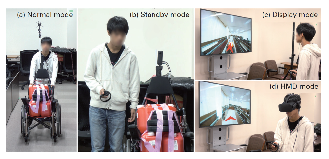 (a) Normal mode
(b) Standby mode
(c) Display mode
(d) HMD mode